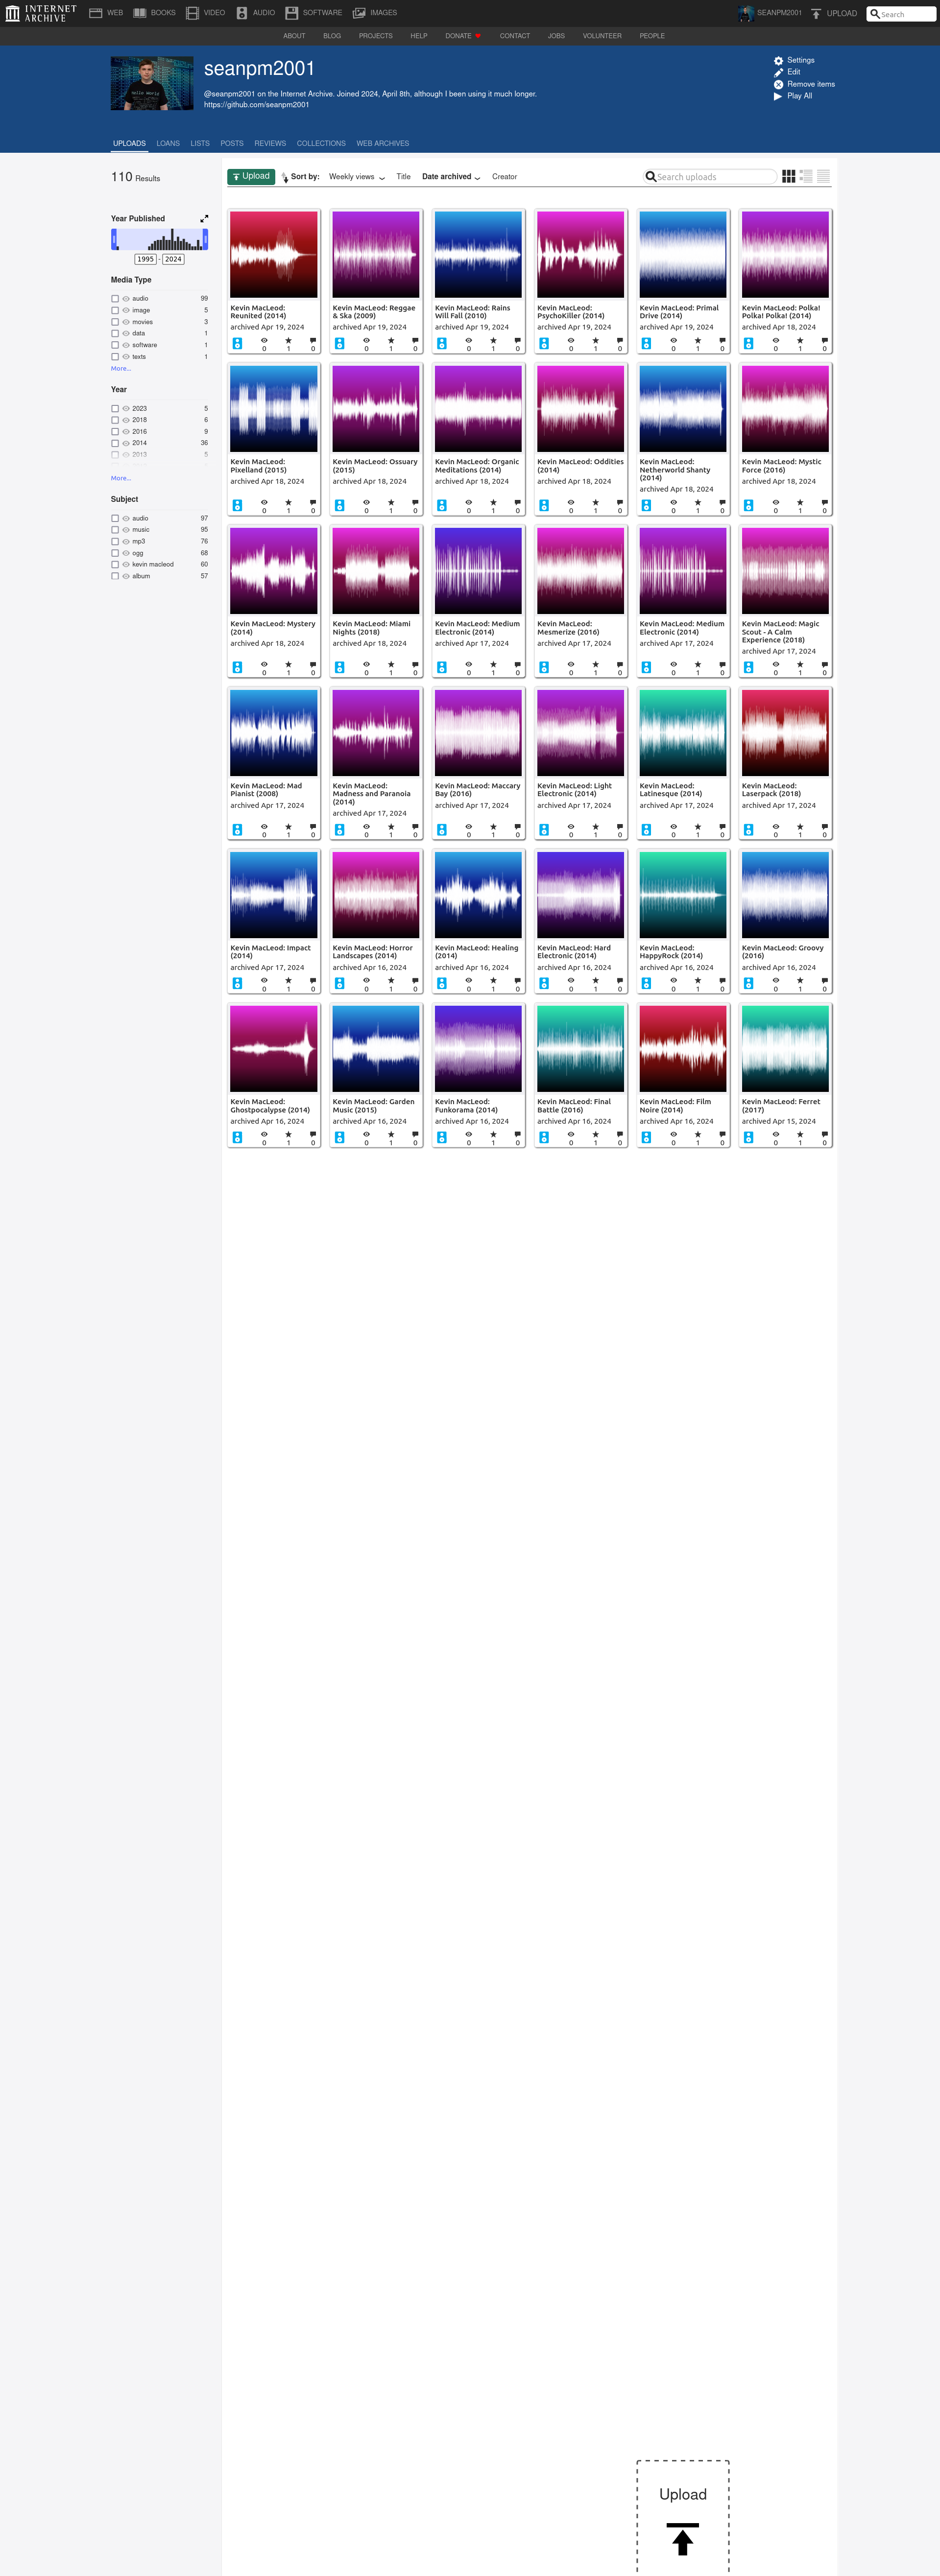 INTERNET
ARCHIVE
WEB
BOOKS
VIDEO
AUDIO
SOFTWARE
IMAGES
SEANPM2001
UPLOAD
Search
ABOUT
BLOG
PROJECTS
HELP
DONATE
CONTACT
JOBS
VOLUNTEER
PEOPLE
Hello World
seanpm2001
@seanpm2001 on the Internet Archive. Joined 2024, April 8th, although I been using it much longer.
https://github.com/seanpm2001
Settings
Edit
Remove items
Play All
UPLOADS
LOANS
LISTS
POSTS
REVIEWS
COLLECTIONS
WEB ARCHIVES
110 Results
Year Published
1995 - 2024
Media Type
audio 99
image 5
movies 3
data 1
software 1
texts 1
More...
Year
2023 5
2018 6
2016 9
2014 36
2013 5
More...
Subject
audio 97
music 95
mp3 76
ogg 68
kevin macleod 60
album 57
Upload
Sort by:
Weekly views
Title
Date archived
Creator
Search uploads
Kevin MacLeod:
Reunited (2014)
archived Apr 19, 2024
0 1 0
Kevin MacLeod: Reggae
& Ska (2009)
archived Apr 19, 2024
0 1 0
Kevin MacLeod: Rains
Will Fall (2010)
archived Apr 19, 2024
0 1 0
Kevin MacLeod:
PsychoKiller (2014)
archived Apr 19, 2024
0 1 0
Kevin MacLeod: Primal
Drive (2014)
archived Apr 19, 2024
0 1 0
Kevin MacLeod: Polka!
Polka! Polka! (2014)
archived Apr 18, 2024
0 1 0
Kevin MacLeod:
Pixelland (2015)
archived Apr 18, 2024
0 1 0
Kevin MacLeod: Ossuary
(2015)
archived Apr 18, 2024
0 1 0
Kevin MacLeod: Organic
Meditations (2014)
archived Apr 18, 2024
0 1 0
Kevin MacLeod: Oddities
(2014)
archived Apr 18, 2024
0 1 0
Kevin MacLeod:
Netherworld Shanty
(2014)
archived Apr 18, 2024
0 1 0
Kevin MacLeod: Mystic
Force (2016)
archived Apr 18, 2024
0 1 0
Kevin MacLeod: Mystery
(2014)
archived Apr 18, 2024
0 1 0
Kevin MacLeod: Miami
Nights (2018)
archived Apr 18, 2024
0 1 0
Kevin MacLeod: Medium
Electronic (2014)
archived Apr 17, 2024
0 1 0
Kevin MacLeod:
Mesmerize (2016)
archived Apr 17, 2024
0 1 0
Kevin MacLeod: Medium
Electronic (2014)
archived Apr 17, 2024
0 1 0
Kevin MacLeod: Magic
Scout - A Calm
Experience (2018)
archived Apr 17, 2024
0 1 0
Kevin MacLeod: Mad
Pianist (2008)
archived Apr 17, 2024
0 1 0
Kevin MacLeod:
Madness and Paranoia
(2014)
archived Apr 17, 2024
0 1 0
Kevin MacLeod: Maccary
Bay (2016)
archived Apr 17, 2024
0 1 0
Kevin MacLeod: Light
Electronic (2014)
archived Apr 17, 2024
0 1 0
Kevin MacLeod:
Latinesque (2014)
archived Apr 17, 2024
0 1 0
Kevin MacLeod:
Laserpack (2018)
archived Apr 17, 2024
0 1 0
Kevin MacLeod: Impact
(2014)
archived Apr 17, 2024
0 1 0
Kevin MacLeod: Horror
Landscapes (2014)
archived Apr 16, 2024
0 1 0
Kevin MacLeod: Healing
(2014)
archived Apr 16, 2024
0 1 0
Kevin MacLeod: Hard
Electronic (2014)
archived Apr 16, 2024
0 1 0
Kevin MacLeod:
HappyRock (2014)
archived Apr 16, 2024
0 1 0
Kevin MacLeod: Groovy
(2016)
archived Apr 16, 2024
0 1 0
Kevin MacLeod:
Ghostpocalypse (2014)
archived Apr 16, 2024
0 1 0
Kevin MacLeod: Garden
Music (2015)
archived Apr 16, 2024
0 1 0
Kevin MacLeod:
Funkorama (2014)
archived Apr 16, 2024
0 1 0
Kevin MacLeod: Final
Battle (2016)
archived Apr 16, 2024
0 1 0
Kevin MacLeod: Film
Noire (2014)
archived Apr 16, 2024
0 1 0
Kevin MacLeod: Ferret
(2017)
archived Apr 15, 2024
0 1 0
Upload